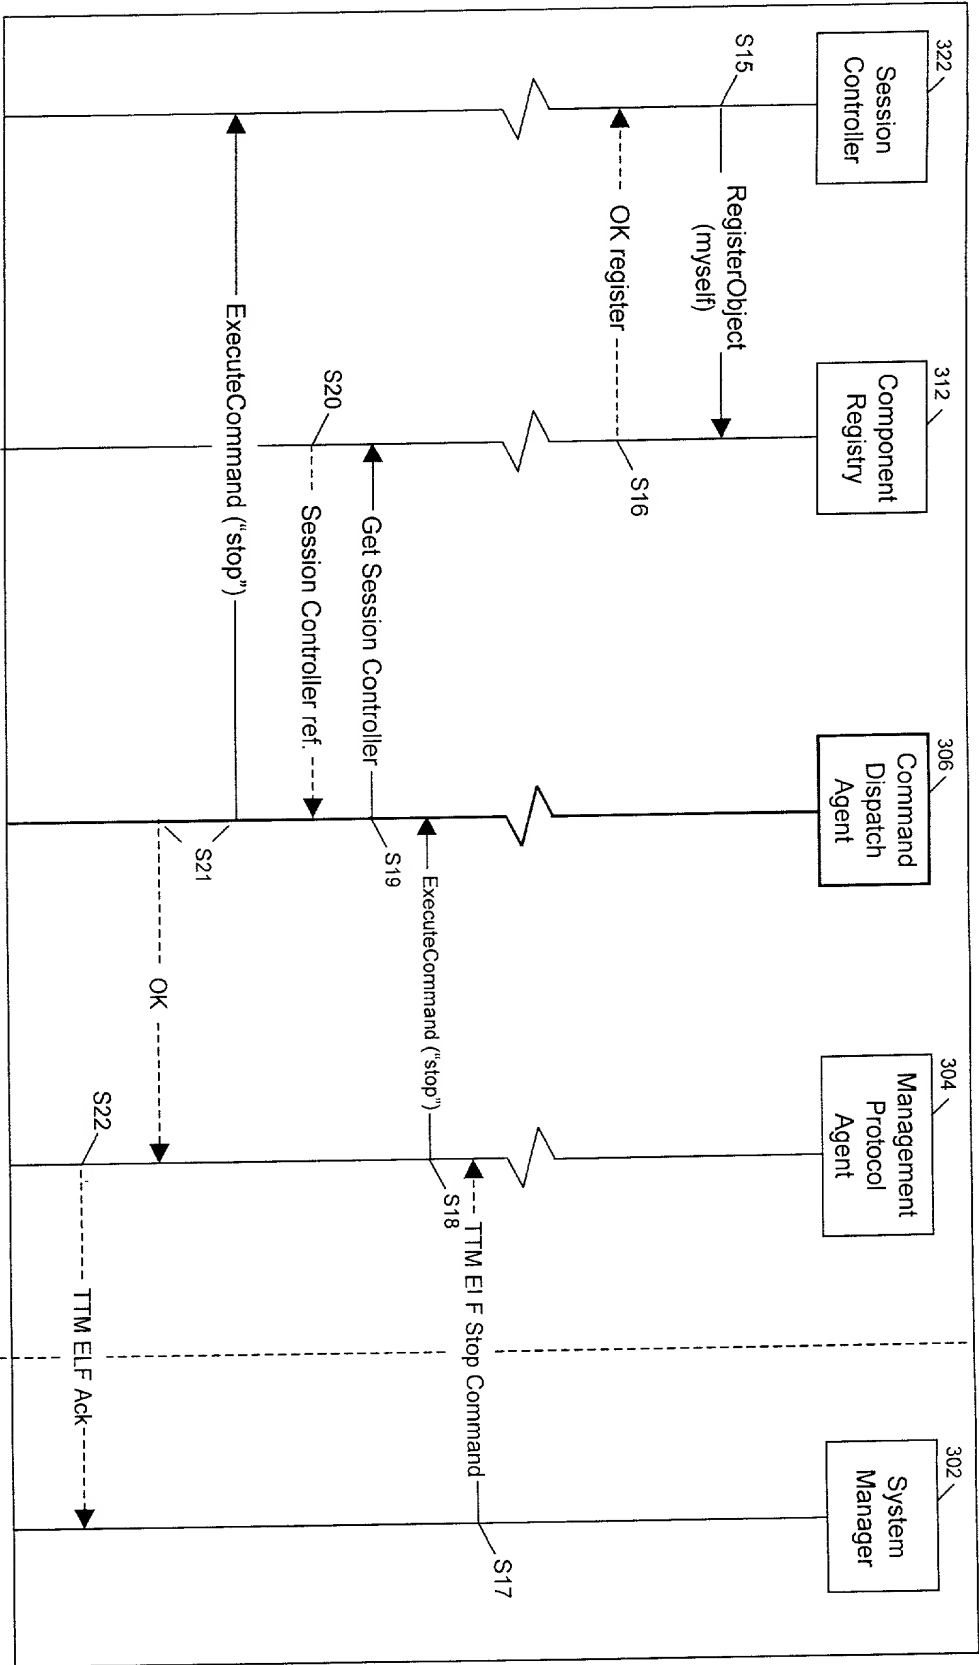 322
Session
Controller
312
Component
Registry
306
Command
Dispatch
Agent
304
Management
Protocol
Agent
302
System
Manager
S15
RegisterObject
(myself)
OK register
S16
TTM ELF Stop Command
S17
ExecuteCommand ("stop")
S18
Get Session Controller
S19
S20
Session Controller ref.
ExecuteCommand ("stop")
S21
OK
S22
TTM ELF Ack